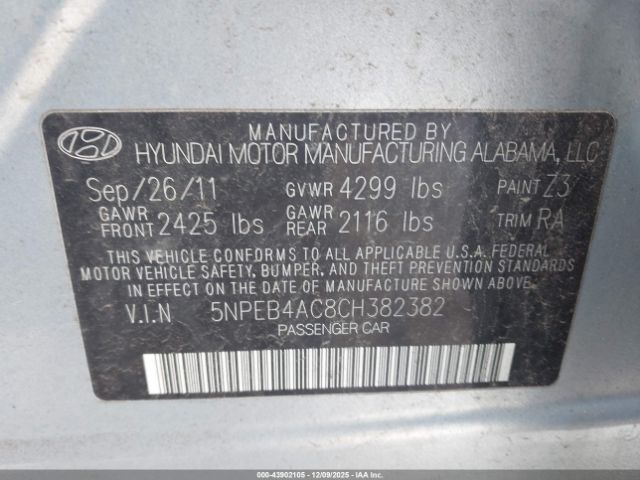 MANUFACTURED BY
HYUNDAI MOTOR MANUFACTURING ALABAMA, LLC
Sep/26/11 GVWR 4299 lbs PAINT Z3
GAWR FRONT 2425 lbs GAWR REAR 2116 lbs TRIM RA
THIS VEHICLE CONFORMS TO ALL APPLICABLE U.S.A. FEDERAL
MOTOR VEHICLE SAFETY, BUMPER, AND THEFT PREVENTION
STANDARDS IN EFFECT ON THE DATE OF MANUFACTURE SHOWN ABOVE.
V.I.N 5NPEB4AC8CH382382
PASSENGER CAR
000-43902105 - 12/09/2025 - IAAI.COM